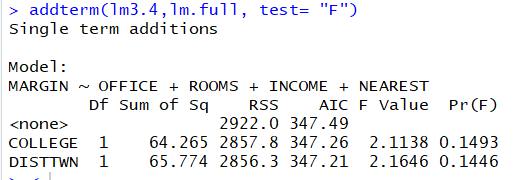 > addterm(lm3.4,lm.full, test= "F")
Single term additions
Model:
MARGIN ~ OFFICE + ROOMS + INCOME + NEAREST
Df Sum of Sq RSS AIC F Value Pr(F)
<none> 2922.0 347.49
COLLEGE 1 64.265 2857.8 347.26 2.1138 0.1493
DISTTWN 1 65.774 2856.3 347.21 2.1646 0.1446